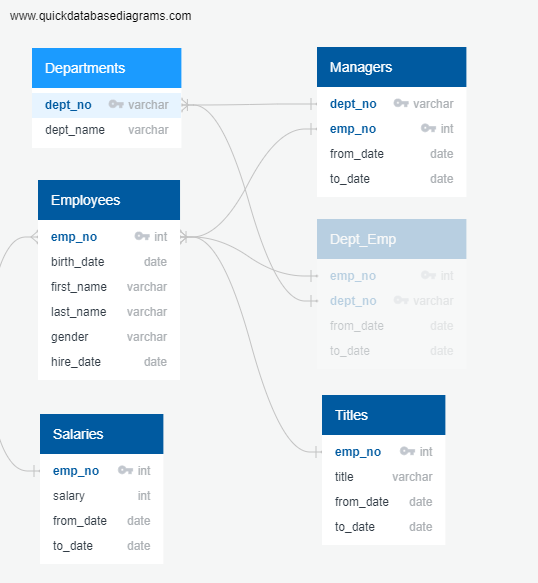 www.quickdatabasediagrams.com
Departments
dept_no varchar
dept_name varchar
Employees
emp_no int
birth_date date
first_name varchar
last_name varchar
gender varchar
hire_date date
Salaries
emp_no int
salary int
from_date date
to_date date
Managers
dept_no varchar
emp_no int
from_date date
to_date date
Dept_Emp
emp_no int
dept_no varchar
from_date date
to_date date
Titles
emp_no int
title varchar
from_date date
to_date date